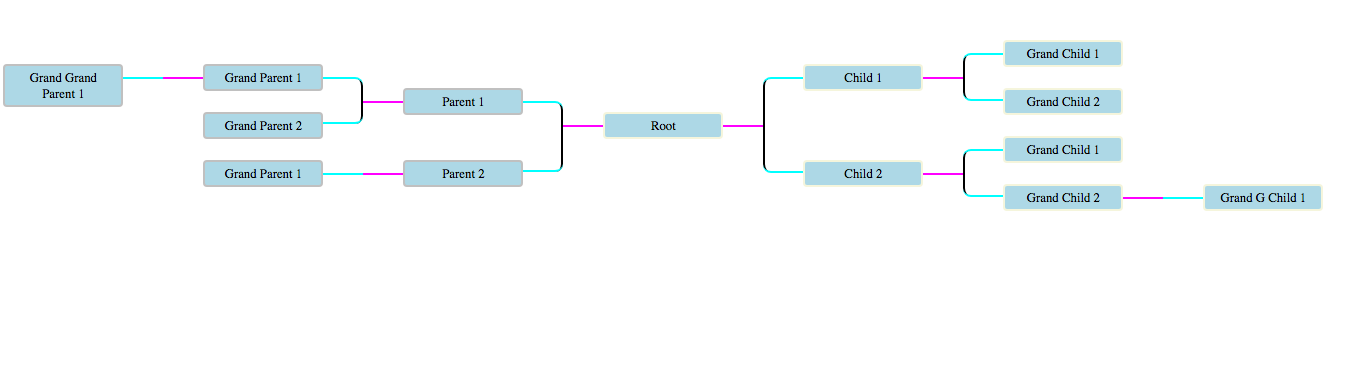 Grand Grand
Parent 1
Grand Parent 1
Grand Parent 2
Grand Parent 1
Parent 1
Parent 2
Root
Child 1
Child 2
Grand Child 1
Grand Child 2
Grand Child 1
Grand Child 2
Grand G Child 1